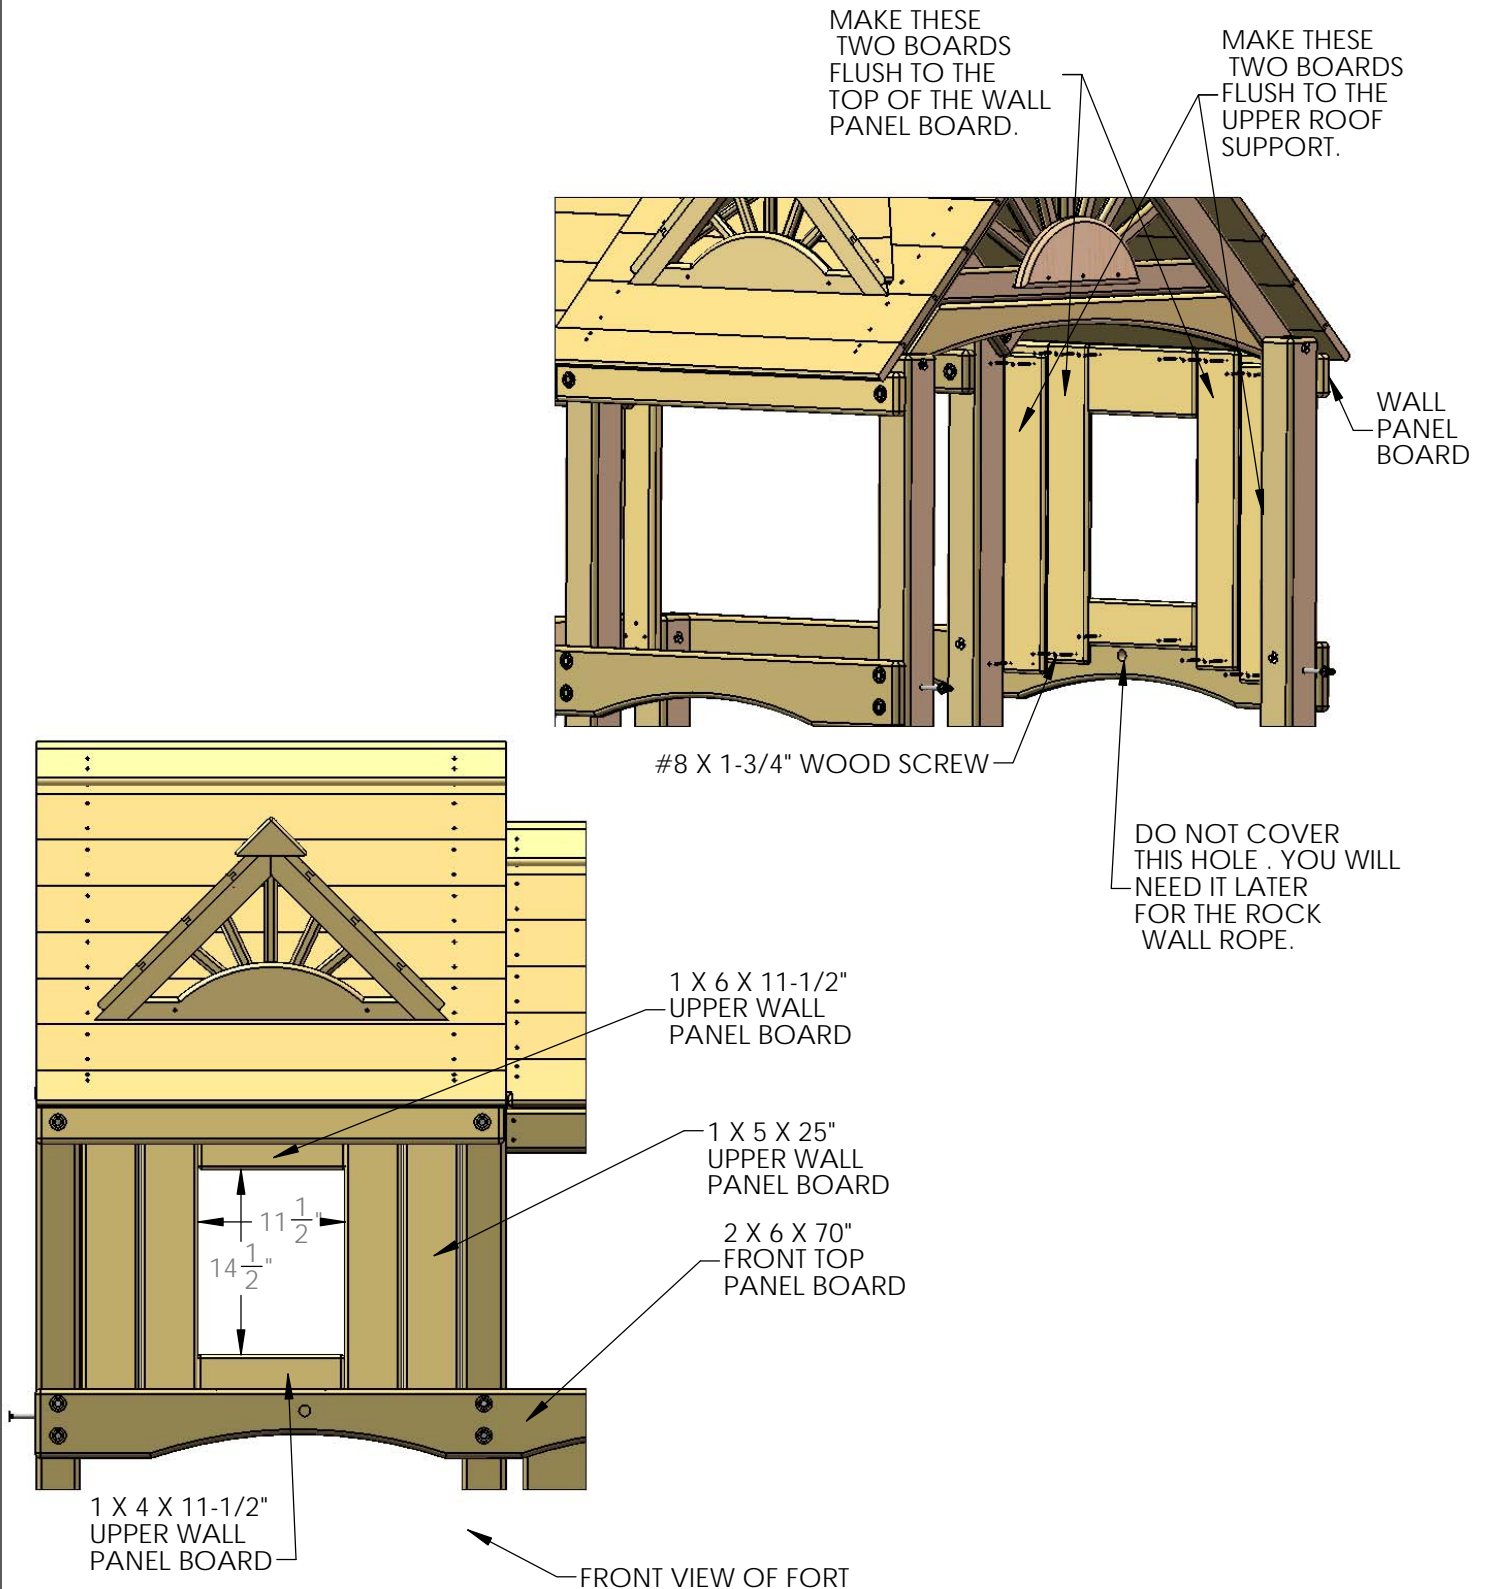 MAKE THESE
TWO BOARDS
FLUSH TO THE
TOP OF THE WALL
PANEL BOARD.
MAKE THESE
TWO BOARDS
FLUSH TO THE
UPPER ROOF
SUPPORT.
WALL
PANEL
BOARD
#8 X 1-3/4" WOOD SCREW
DO NOT COVER
THIS HOLE . YOU WILL
NEED IT LATER
FOR THE ROCK
WALL ROPE.
1 X 6 X 11-1/2"
UPPER WALL
PANEL BOARD
1 X 5 X 25"
UPPER WALL
PANEL BOARD
2 X 6 X 70"
FRONT TOP
PANEL BOARD
11 1/2"
14 1/2"
1 X 4 X 11-1/2"
UPPER WALL
PANEL BOARD
FRONT VIEW OF FORT